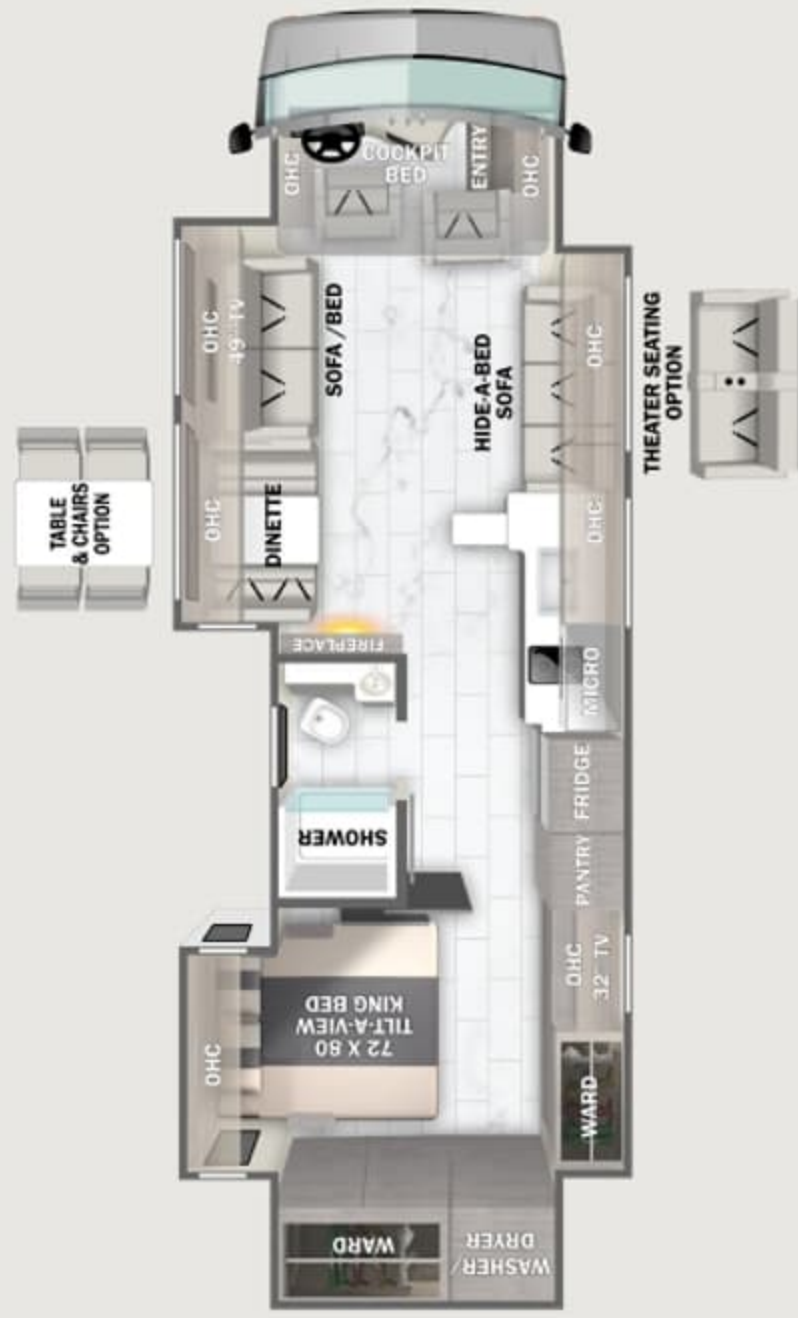 COCKPIT
BED
ENTRY
OHC
OHC
OHC
49" TV
SOFA/BED
HIDE-A-BED
SOFA
OHC
THEATER SEATING
OPTION
TABLE
& CHAIRS
OPTION
OHC
DINETTE
OHC
FIREPLACE
MICRO
FRIDGE
SHOWER
PANTRY
OHC
32" TV
72 X 80
TILT-A-VIEW
KING BED
OHC
WARD
WARD
WASHER/
DRYER